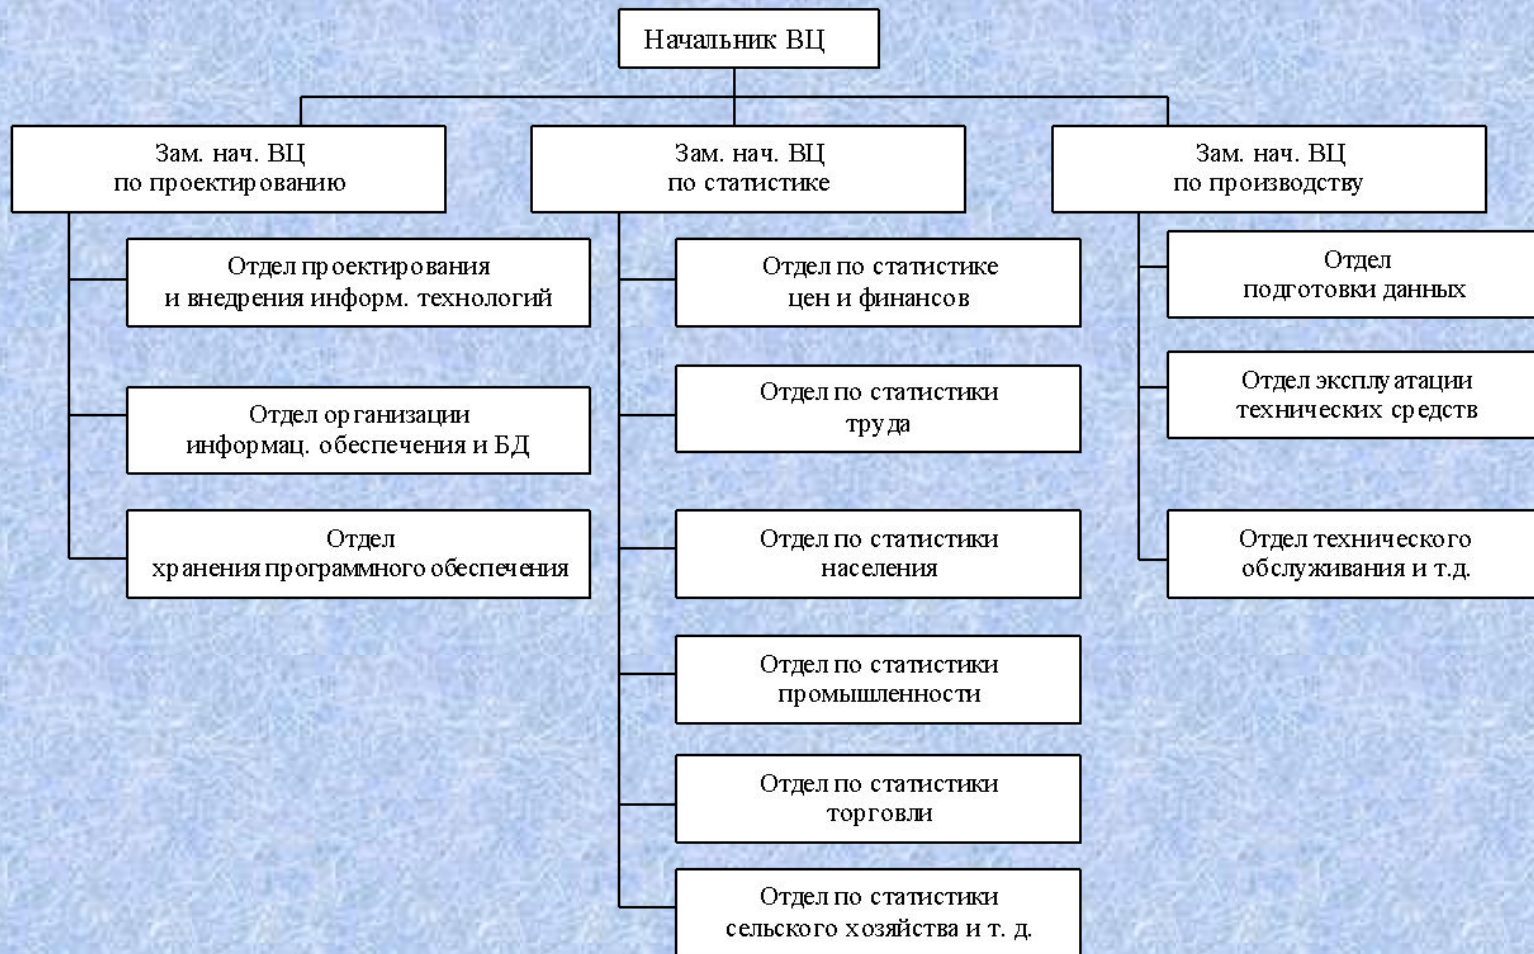 Начальник ВЦ
Зам. нач. ВЦ
по проектированию
Зам. нач. ВЦ
по статистике
Зам. нач. ВЦ
по производству
Отдел проектирования
и внедрения информ. технологий
Отдел организации
информац. обеспечения и БД
Отдел
хранения программного обеспечения
Отдел по статистике
цен и финансов
Отдел по статистики
труда
Отдел по статистики
населения
Отдел по статистики
промышленности
Отдел по статистики
торговли
Отдел по статистики
сельского хозяйства и т. д.
Отдел
подготовки данных
Отдел эксплуатации
технических средств
Отдел технического
обслуживания и т.д.